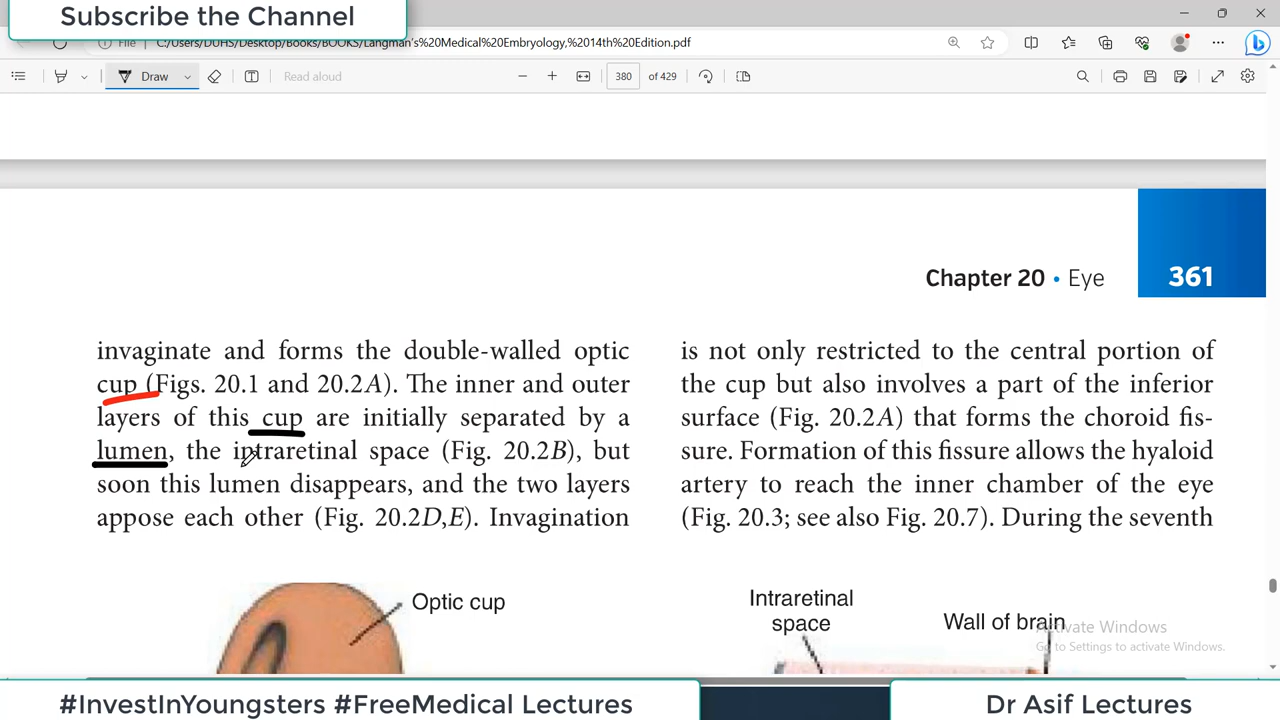 Subscribe the Channel
File
C:/Users/DUHS/Desktop/Books/BOOKS/Langman's%20Medical%20Embryology,%2014th%20Edition.pdf
Draw
Read aloud
380 of 429
Chapter 20 • Eye
361
invaginate and forms the double-walled optic
cup (Figs. 20.1 and 20.2A). The inner and outer
layers of this cup are initially separated by a
lumen, the intraretinal space (Fig. 20.2B), but
soon this lumen disappears, and the two layers
appose each other (Fig. 20.2D,E). Invagination
is not only restricted to the central portion of
the cup but also involves a part of the inferior
surface (Fig. 20.2A) that forms the choroid fis-
sure. Formation of this fissure allows the hyaloid
artery to reach the inner chamber of the eye
(Fig. 20.3; see also Fig. 20.7). During the seventh
Optic cup
Intraretinal
space
Wall of brain
Activate Windows
Go to Settings to activate Windows.
#InvestInYoungsters #FreeMedical Lectures
Dr Asif Lectures